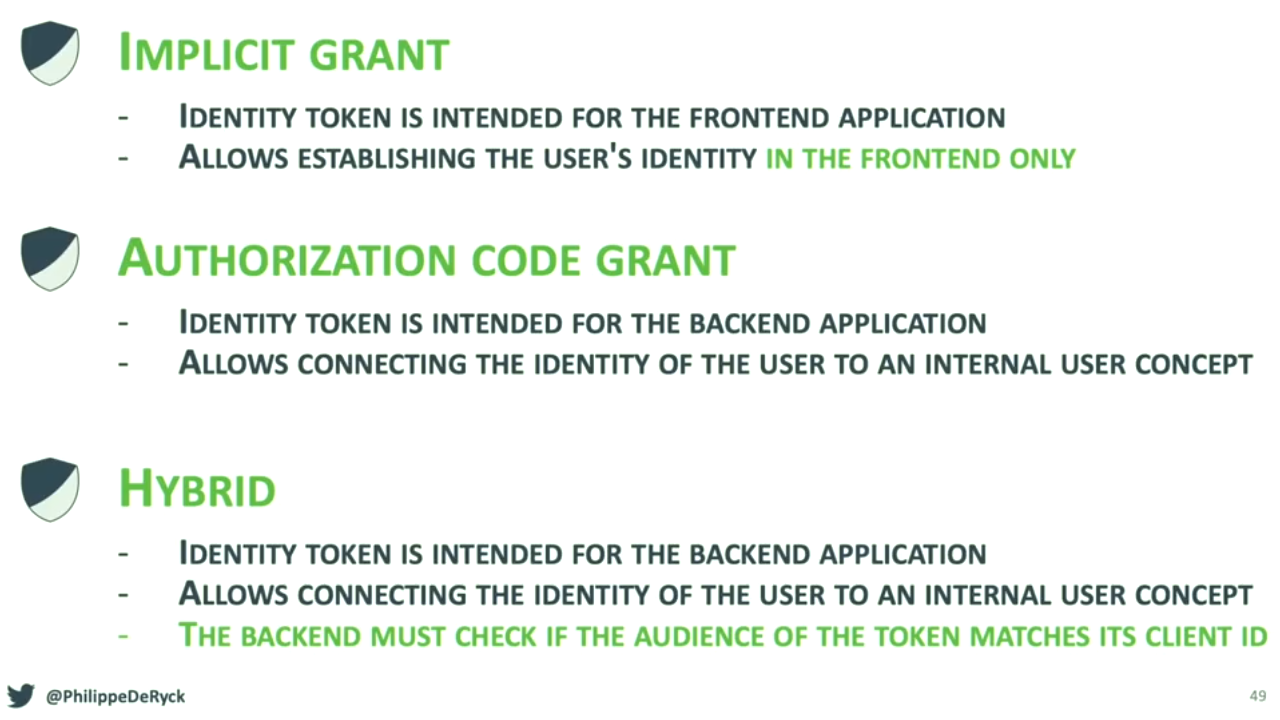 IMPLICIT GRANT
- IDENTITY TOKEN IS INTENDED FOR THE FRONTEND APPLICATION
- ALLOWS ESTABLISHING THE USER'S IDENTITY IN THE FRONTEND ONLY
AUTHORIZATION CODE GRANT
- IDENTITY TOKEN IS INTENDED FOR THE BACKEND APPLICATION
- ALLOWS CONNECTING THE IDENTITY OF THE USER TO AN INTERNAL USER CONCEPT
HYBRID
- IDENTITY TOKEN IS INTENDED FOR THE BACKEND APPLICATION
- ALLOWS CONNECTING THE IDENTITY OF THE USER TO AN INTERNAL USER CONCEPT
- THE BACKEND MUST CHECK IF THE AUDIENCE OF THE TOKEN MATCHES ITS CLIENT ID
@PhilippeDeRyck
49